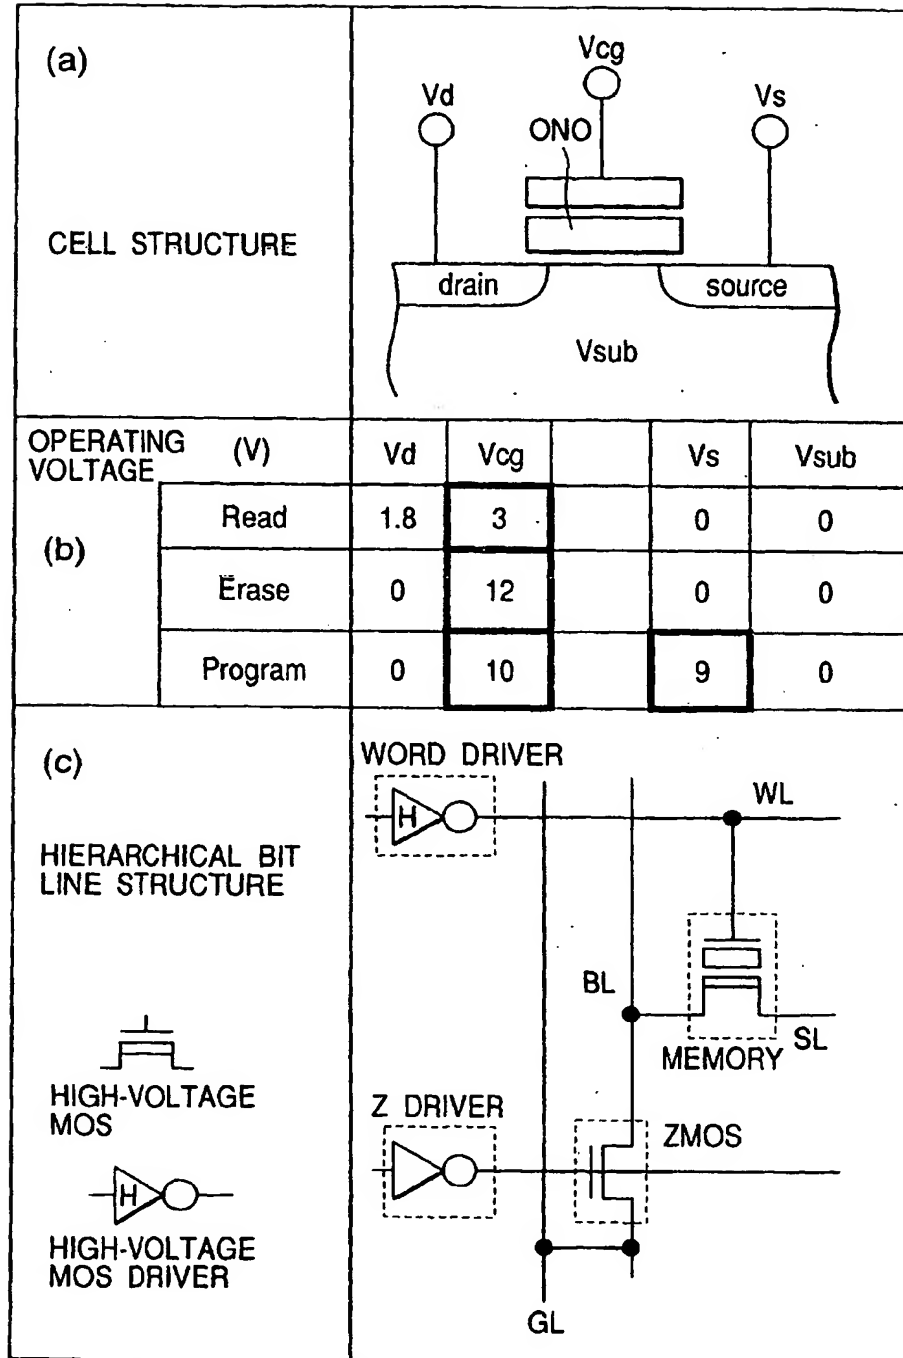 (a)
CELL STRUCTURE
Vcg
Vd
Vs
ONO
drain
source
Vsub
OPERATING
VOLTAGE
(V)
Vd Vcg Vs Vsub
(b)
Read 1.8 3 0 0
Erase 0 12 0 0
Program 0 10 9 0
(c)
HIERARCHICAL BIT
LINE STRUCTURE
HIGH-VOLTAGE
MOS
H
HIGH-VOLTAGE
MOS DRIVER
WORD DRIVER
H
WL
BL
SL
MEMORY
Z DRIVER
ZMOS
GL